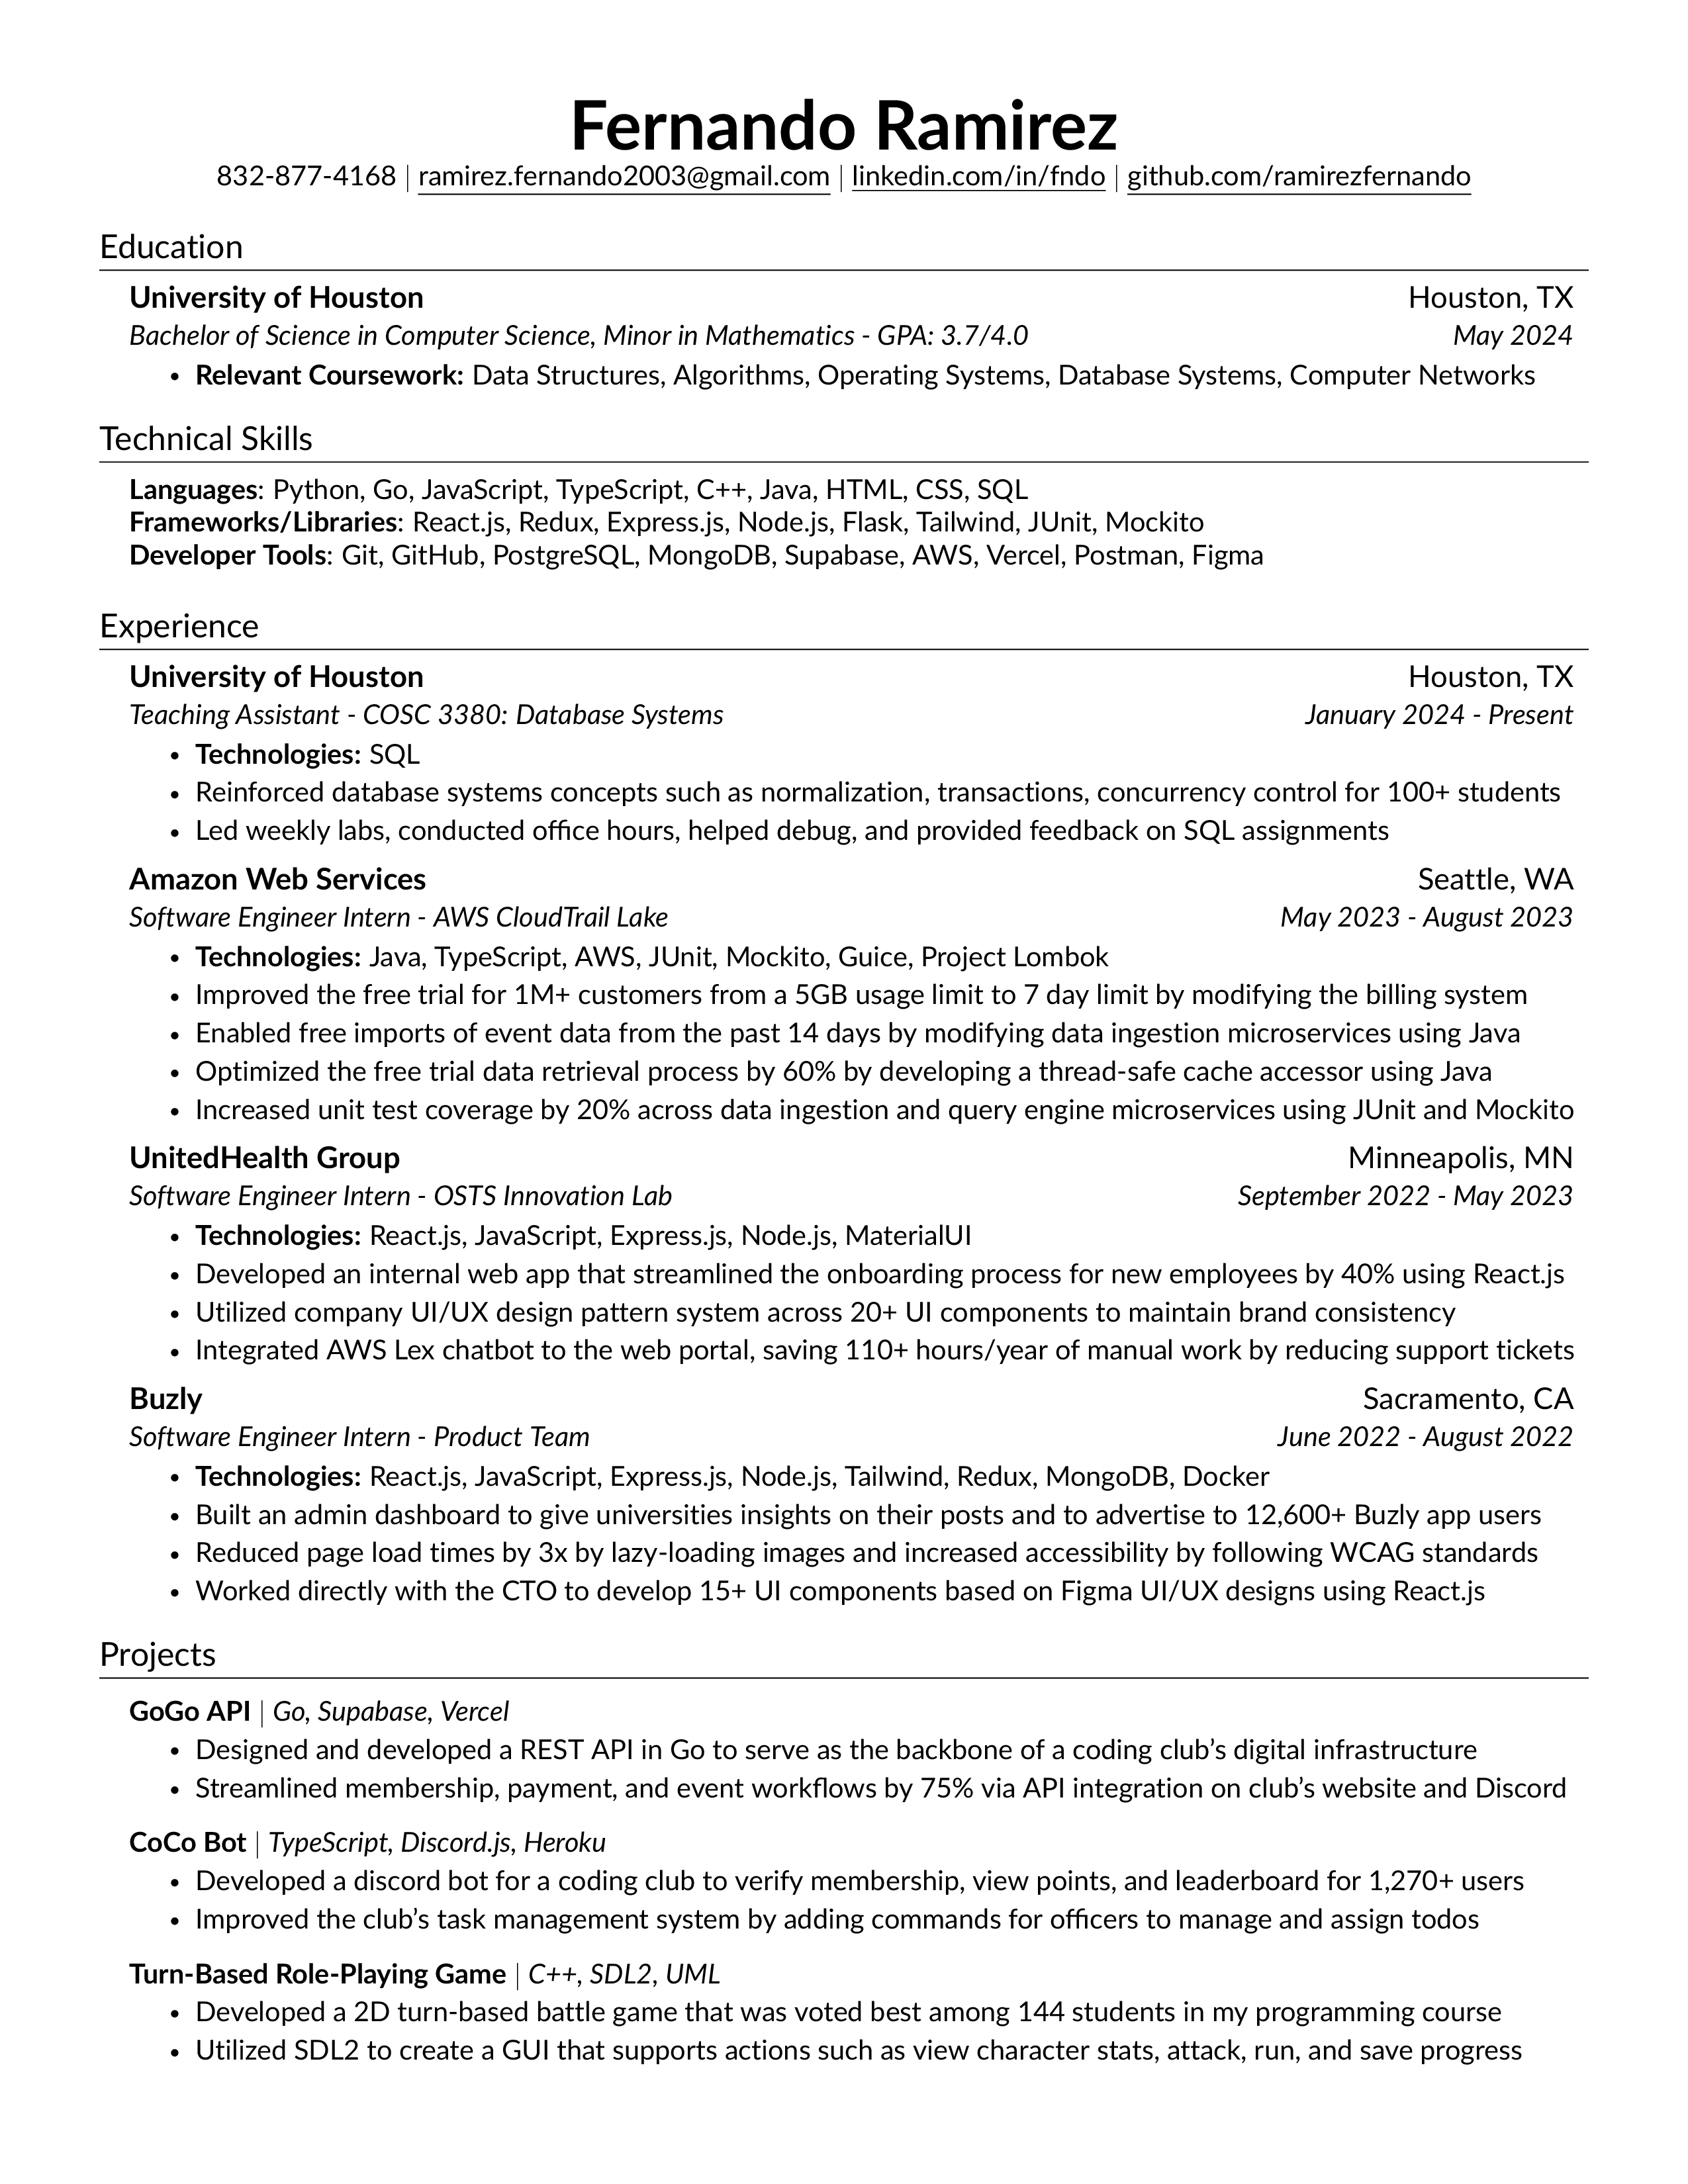 Fernando Ramirez
832-877-4168 | ramirez.fernando2003@gmail.com | linkedin.com/in/fndo | github.com/ramirezfernando
Education
University of Houston Houston, TX
Bachelor of Science in Computer Science, Minor in Mathematics - GPA: 3.7/4.0 May 2024
• Relevant Coursework: Data Structures, Algorithms, Operating Systems, Database Systems, Computer Networks
Technical Skills
Languages: Python, Go, JavaScript, TypeScript, C++, Java, HTML, CSS, SQL
Frameworks/Libraries: React.js, Redux, Express.js, Node.js, Flask, Tailwind, JUnit, Mockito
Developer Tools: Git, GitHub, PostgreSQL, MongoDB, Supabase, AWS, Vercel, Postman, Figma
Experience
University of Houston Houston, TX
Teaching Assistant - COSC 3380: Database Systems January 2024 - Present
• Technologies: SQL
• Reinforced database systems concepts such as normalization, transactions, concurrency control for 100+ students
• Led weekly labs, conducted office hours, helped debug, and provided feedback on SQL assignments
Amazon Web Services Seattle, WA
Software Engineer Intern - AWS CloudTrail Lake May 2023 - August 2023
• Technologies: Java, TypeScript, AWS, JUnit, Mockito, Guice, Project Lombok
• Improved the free trial for 1M+ customers from a 5GB usage limit to 7 day limit by modifying the billing system
• Enabled free imports of event data from the past 14 days by modifying data ingestion microservices using Java
• Optimized the free trial data retrieval process by 60% by developing a thread-safe cache accessor using Java
• Increased unit test coverage by 20% across data ingestion and query engine microservices using JUnit and Mockito
UnitedHealth Group Minneapolis, MN
Software Engineer Intern - OSTS Innovation Lab September 2022 - May 2023
• Technologies: React.js, JavaScript, Express.js, Node.js, MaterialUI
• Developed an internal web app that streamlined the onboarding process for new employees by 40% using React.js
• Utilized company UI/UX design pattern system across 20+ UI components to maintain brand consistency
• Integrated AWS Lex chatbot to the web portal, saving 110+ hours/year of manual work by reducing support tickets
Buzly Sacramento, CA
Software Engineer Intern - Product Team June 2022 - August 2022
• Technologies: React.js, JavaScript, Express.js, Node.js, Tailwind, Redux, MongoDB, Docker
• Built an admin dashboard to give universities insights on their posts and to advertise to 12,600+ Buzly app users
• Reduced page load times by 3x by lazy-loading images and increased accessibility by following WCAG standards
• Worked directly with the CTO to develop 15+ UI components based on Figma UI/UX designs using React.js
Projects
GoGo API | Go, Supabase, Vercel
• Designed and developed a REST API in Go to serve as the backbone of a coding club’s digital infrastructure
• Streamlined membership, payment, and event workflows by 75% via API integration on club’s website and Discord
CoCo Bot | TypeScript, Discord.js, Heroku
• Developed a discord bot for a coding club to verify membership, view points, and leaderboard for 1,270+ users
• Improved the club’s task management system by adding commands for officers to manage and assign todos
Turn-Based Role-Playing Game | C++, SDL2, UML
• Developed a 2D turn-based battle game that was voted best among 144 students in my programming course
• Utilized SDL2 to create a GUI that supports actions such as view character stats, attack, run, and save progress